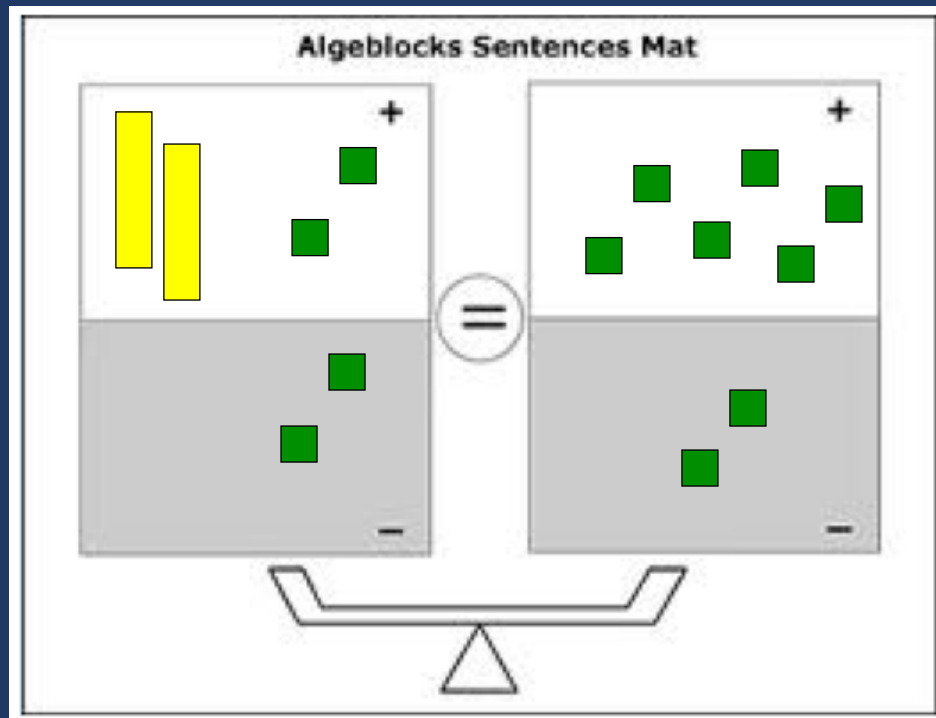 Algeblocks Sentences Mat
+ +
=
− −